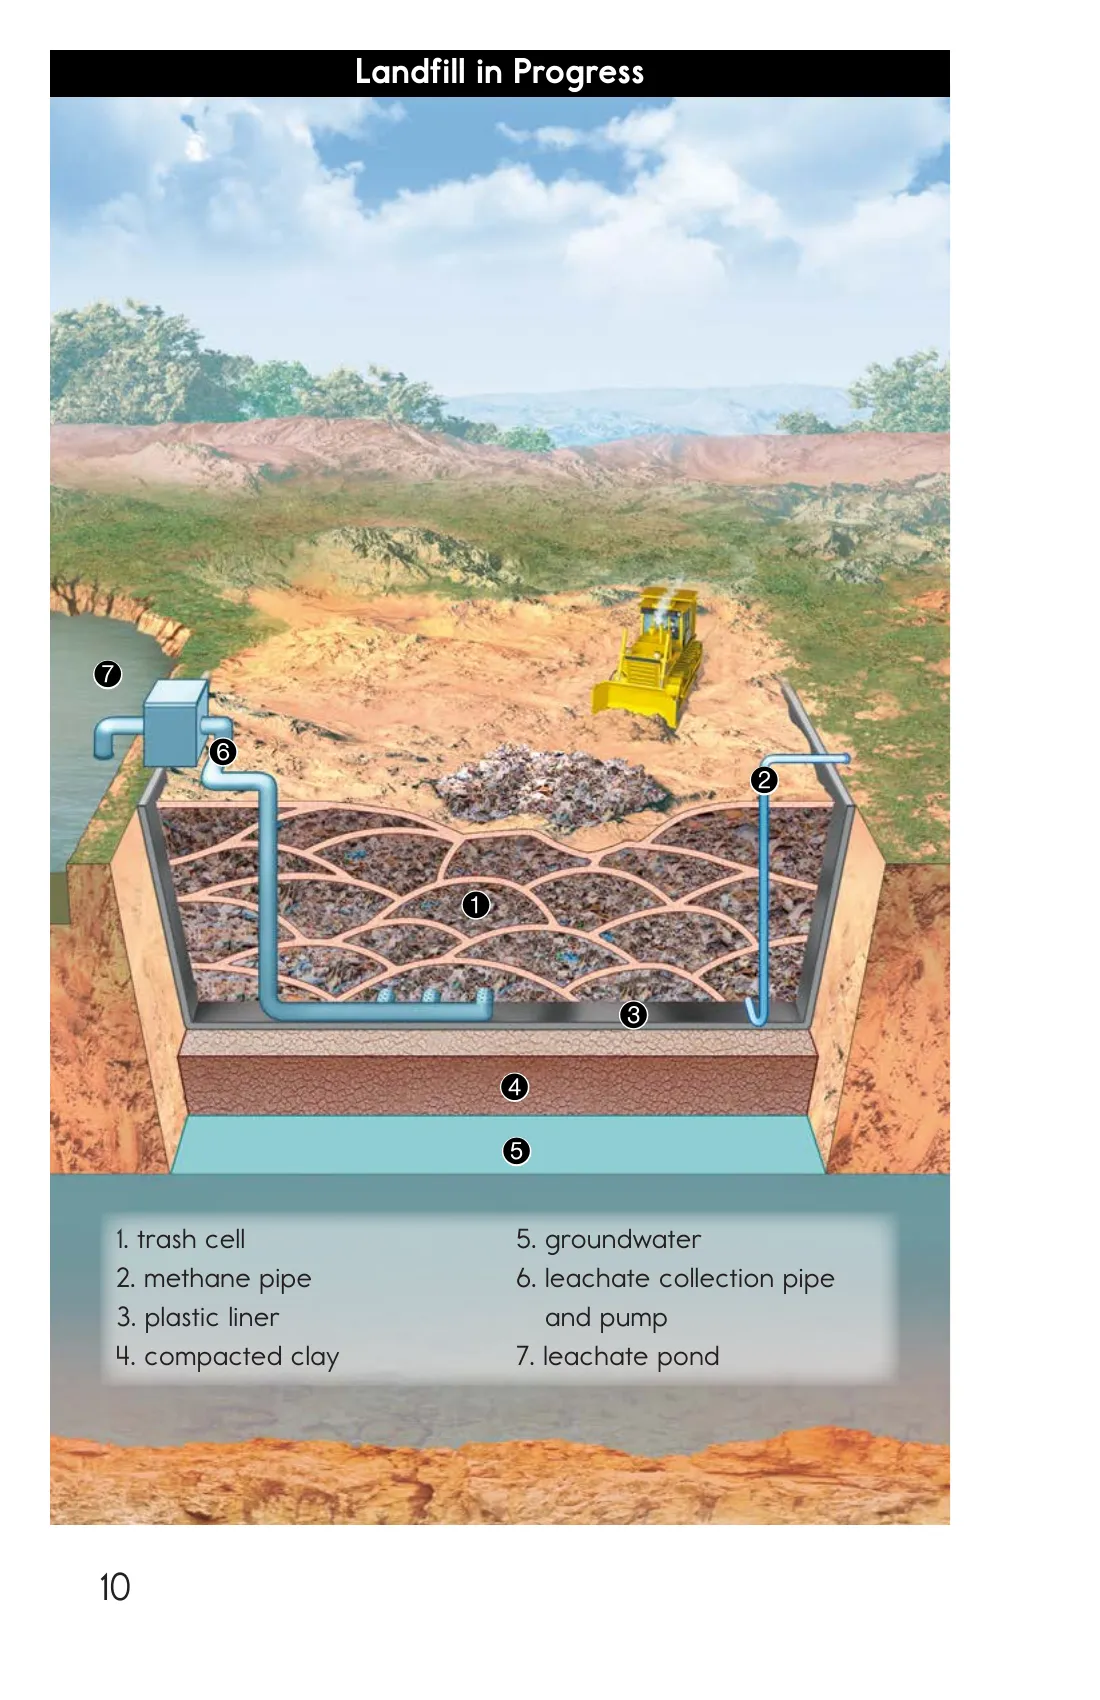 Landfill in Progress
7
6
2
1
3
4
5
1. trash cell
2. methane pipe
3. plastic liner
4. compacted clay
5. groundwater
6. leachate collection pipe
and pump
7. leachate pond
10